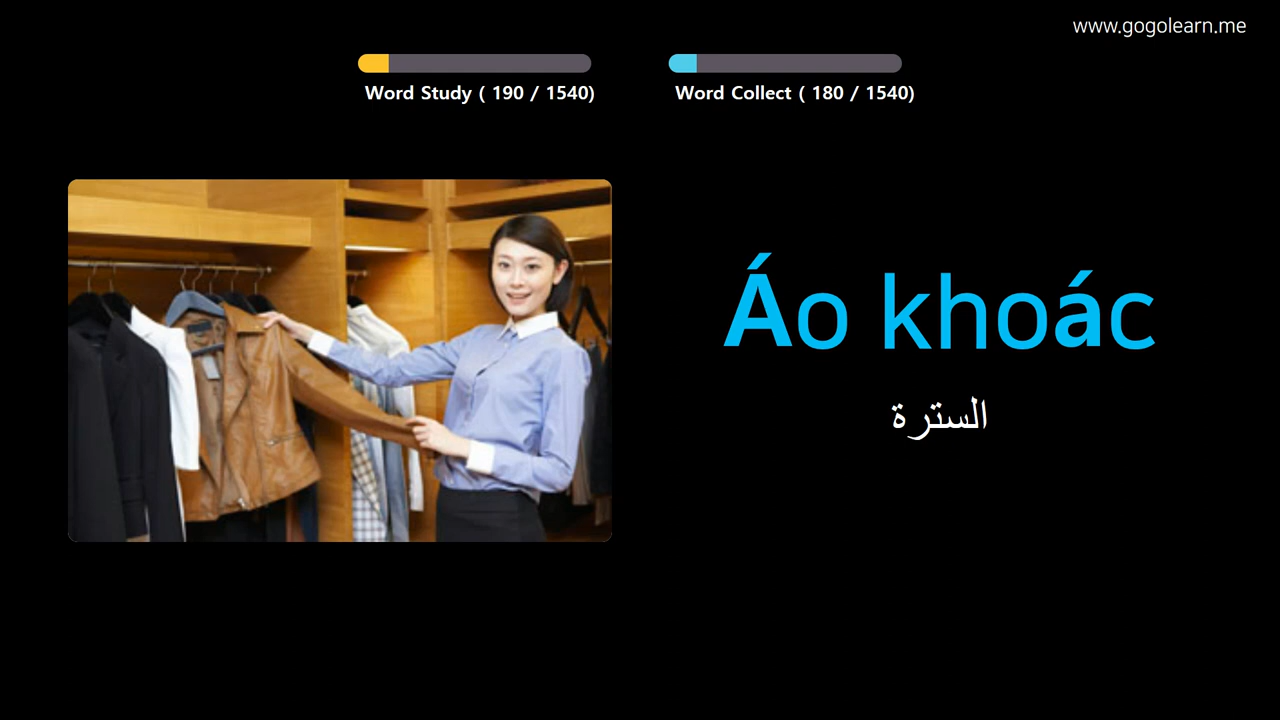 www.gogolearn.me
Word Study ( 190 / 1540)
Word Collect ( 180 / 1540)
Áo khoác
السترة